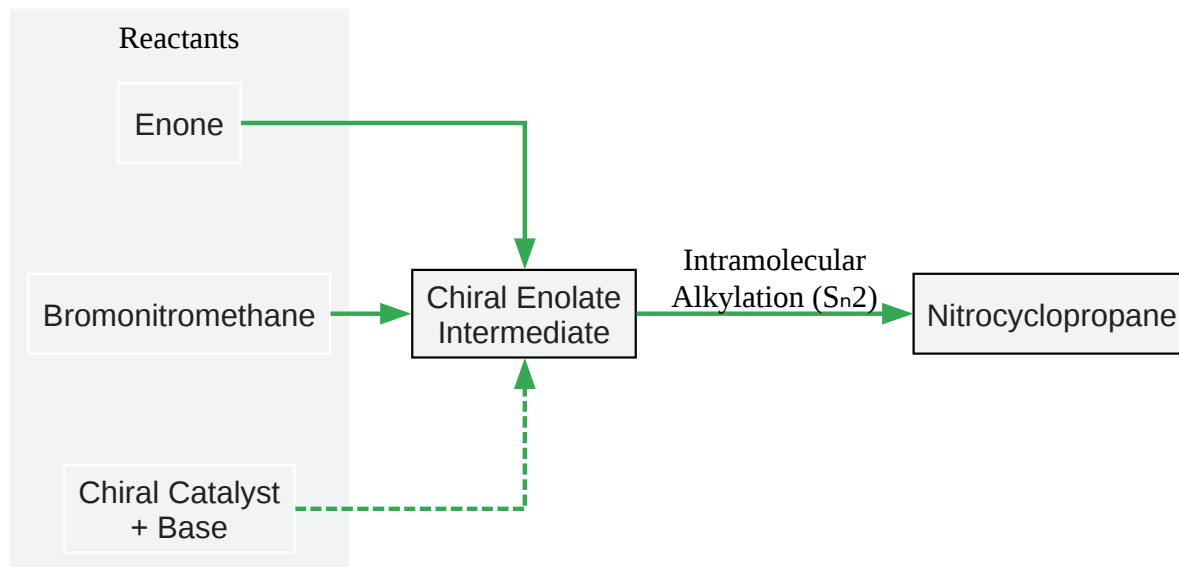 Reactants
Enone
Bromonitromethane
Chiral Catalyst
+ Base
Chiral Enolate
Intermediate
Intramolecular
Alkylation (Sₙ2)
Nitrocyclopropane